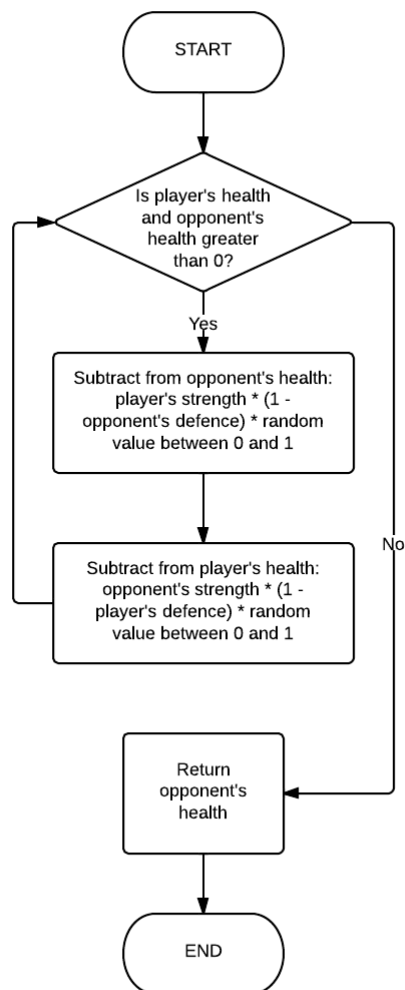 START
Is player's health
and opponent's
health greater
than 0?
Yes
Subtract from opponent's health:
player's strength * (1 -
opponent's defence) * random
value between 0 and 1
No
Subtract from player's health:
opponent's strength * (1 -
player's defence) * random
value between 0 and 1
Return
opponent's
health
END